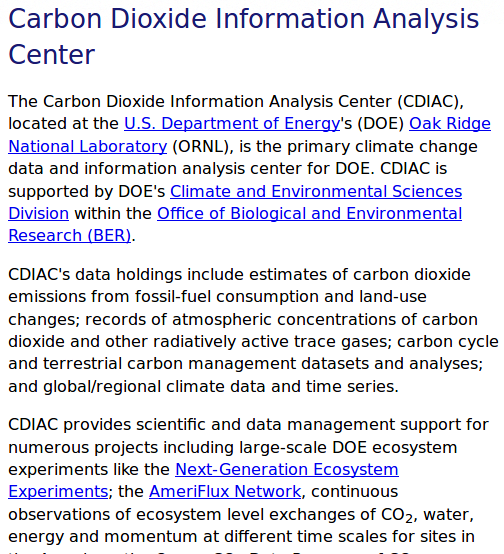 Carbon Dioxide Information Analysis
Center
The Carbon Dioxide Information Analysis Center (CDIAC),
located at the U.S. Department of Energy's (DOE) Oak Ridge
National Laboratory (ORNL), is the primary climate change
data and information analysis center for DOE. CDIAC is
supported by DOE's Climate and Environmental Sciences
Division within the Office of Biological and Environmental
Research (BER).
CDIAC's data holdings include estimates of carbon dioxide
emissions from fossil-fuel consumption and land-use
changes; records of atmospheric concentrations of carbon
dioxide and other radiatively active trace gases; carbon cycle
and terrestrial carbon management datasets and analyses;
and global/regional climate data and time series.
CDIAC provides scientific and data management support for
numerous projects including large-scale DOE ecosystem
experiments like the Next-Generation Ecosystem
Experiments; the AmeriFlux Network, continuous
observations of ecosystem level exchanges of CO2, water,
energy and momentum at different time scales for sites in